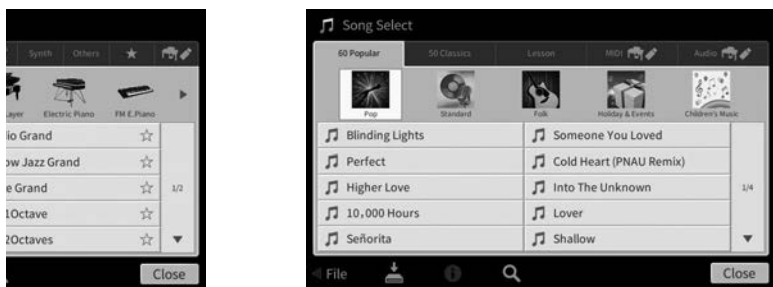 Synth Others
Layer Electric Piano FM E.Piano
io Grand
ow Jazz Grand
e Grand
1/2
1Octave
2Octaves
Close
Song Select
60 Popular 50 Classics Lesson MIDI Audio
Pop Standard Folk Holiday & Events Children's Music
Blinding Lights Someone You Loved
Perfect Cold Heart (PNAU Remix)
Higher Love Into The Unknown 1/4
10,000 Hours Lover
Señorita Shallow
File Close